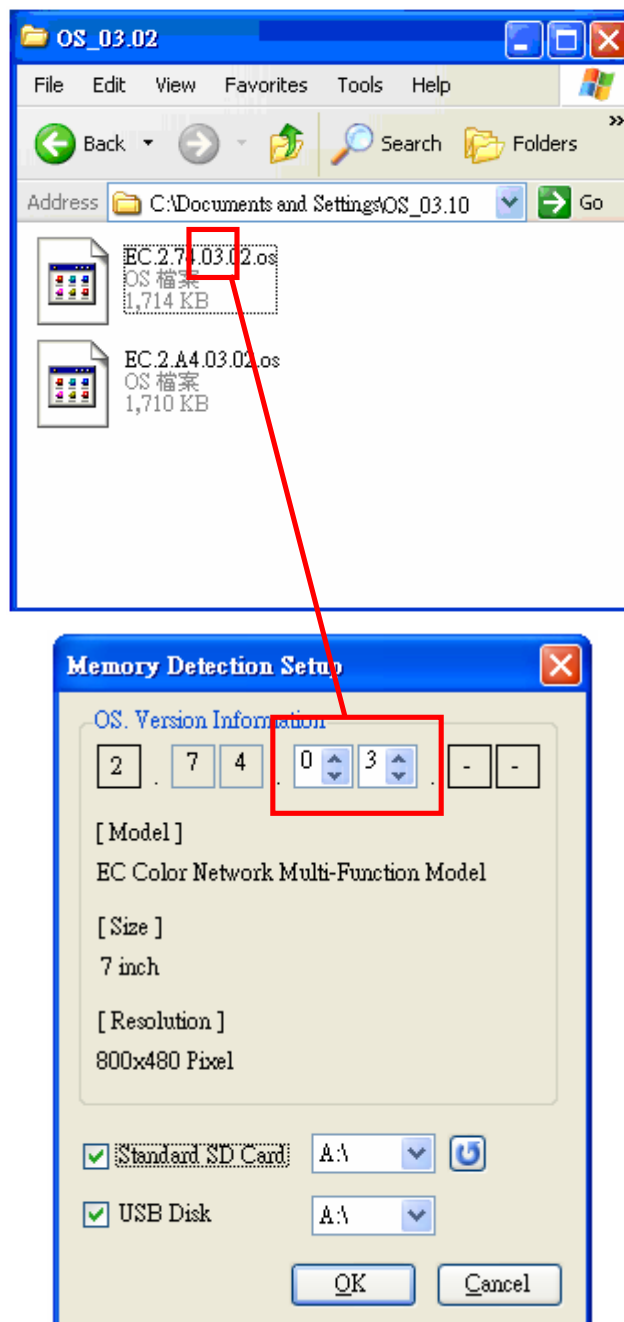 OS_03.02
File Edit View Favorites Tools Help
Back Search Folders »
Address C:\Documents and Settings\OS_03.10 Go
EC.2.74.03.02.os
OS 檔案
1,714 KB
EC.2.A4.03.02.os
OS 檔案
1,710 KB
Memory Detection Setup
OS. Version Information
2 . 7 4 . 0 3 . - -
[ Model ]
EC Color Network Multi-Function Model
[ Size ]
7 inch
[ Resolution ]
800x480 Pixel
Standard SD Card A:\
USB Disk A:\
OK Cancel